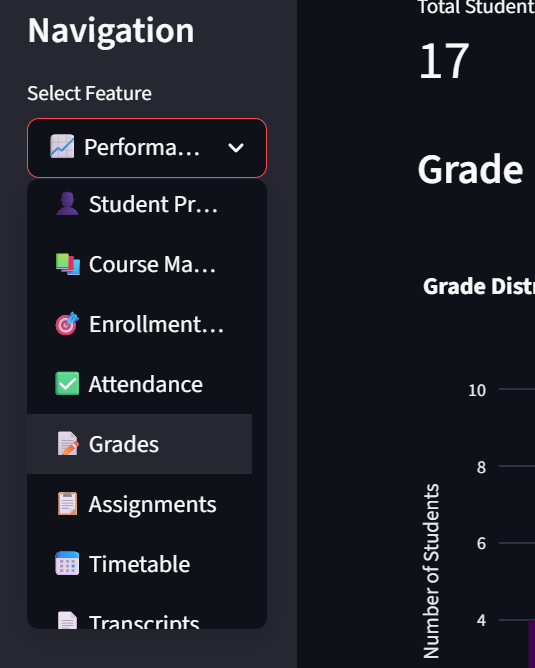 Navigation
Select Feature
Performa...
Student Pr...
Course Ma...
Enrollment...
Attendance
Grades
Assignments
Timetable
Transcripts
Total Student
17
Grade
Grade Dist
10
8
6
4
Number of Students